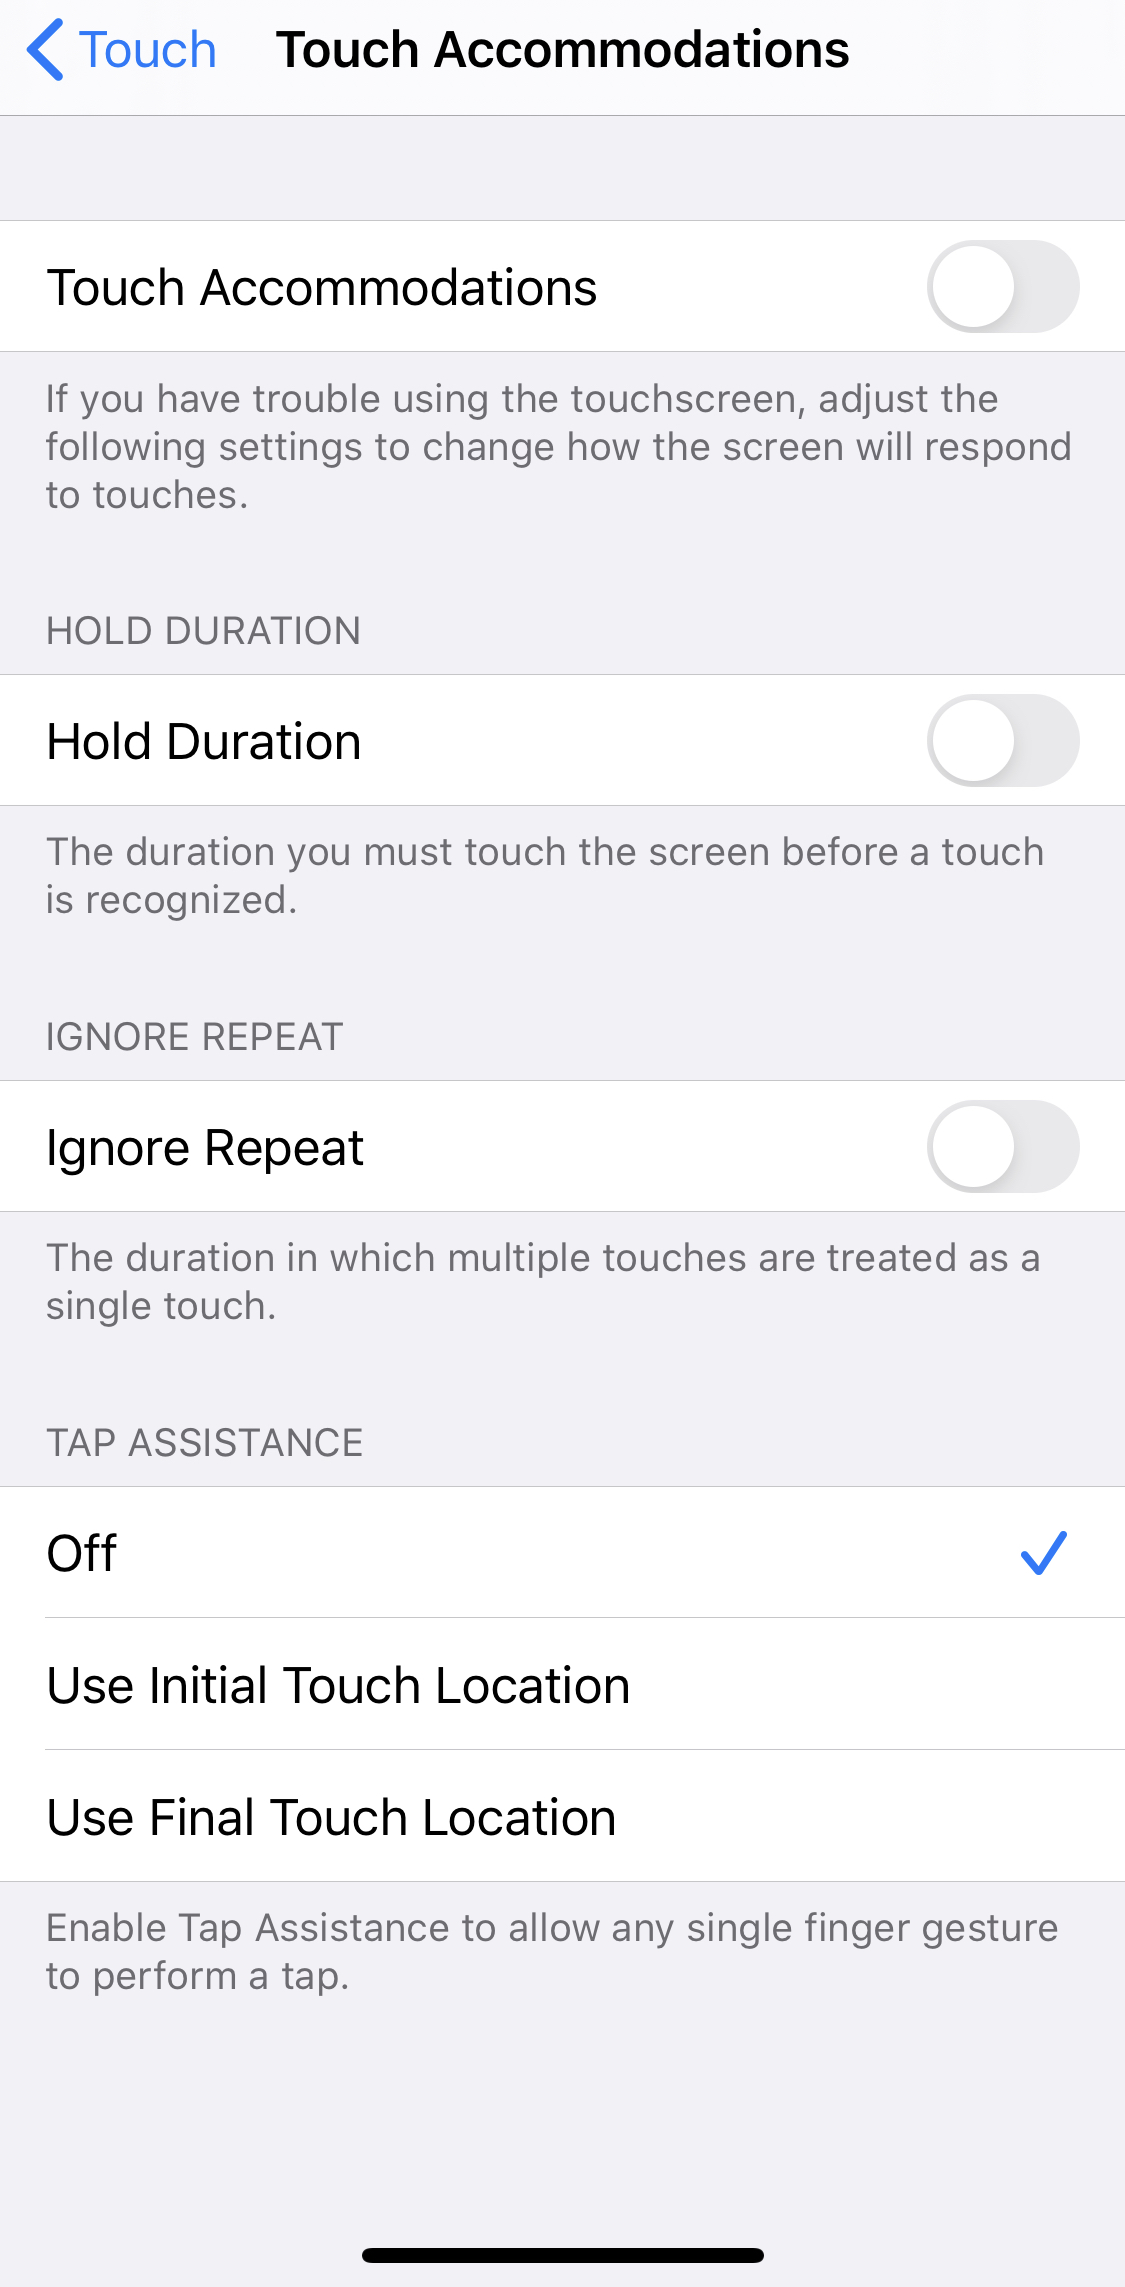 Touch Touch Accommodations
Touch Accommodations
If you have trouble using the touchscreen, adjust the
following settings to change how the screen will respond
to touches.
HOLD DURATION
Hold Duration
The duration you must touch the screen before a touch
is recognized.
IGNORE REPEAT
Ignore Repeat
The duration in which multiple touches are treated as a
single touch.
TAP ASSISTANCE
Off
Use Initial Touch Location
Use Final Touch Location
Enable Tap Assistance to allow any single finger gesture
to perform a tap.